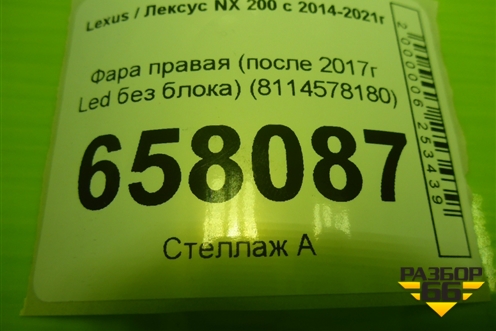 Lexus / Лексус NX 200 с 2014-2021г
Фара правая (после 2017г
Led без блока) (8114578180)
658087
Стеллаж А
2000006253439
РАЗБОР
66